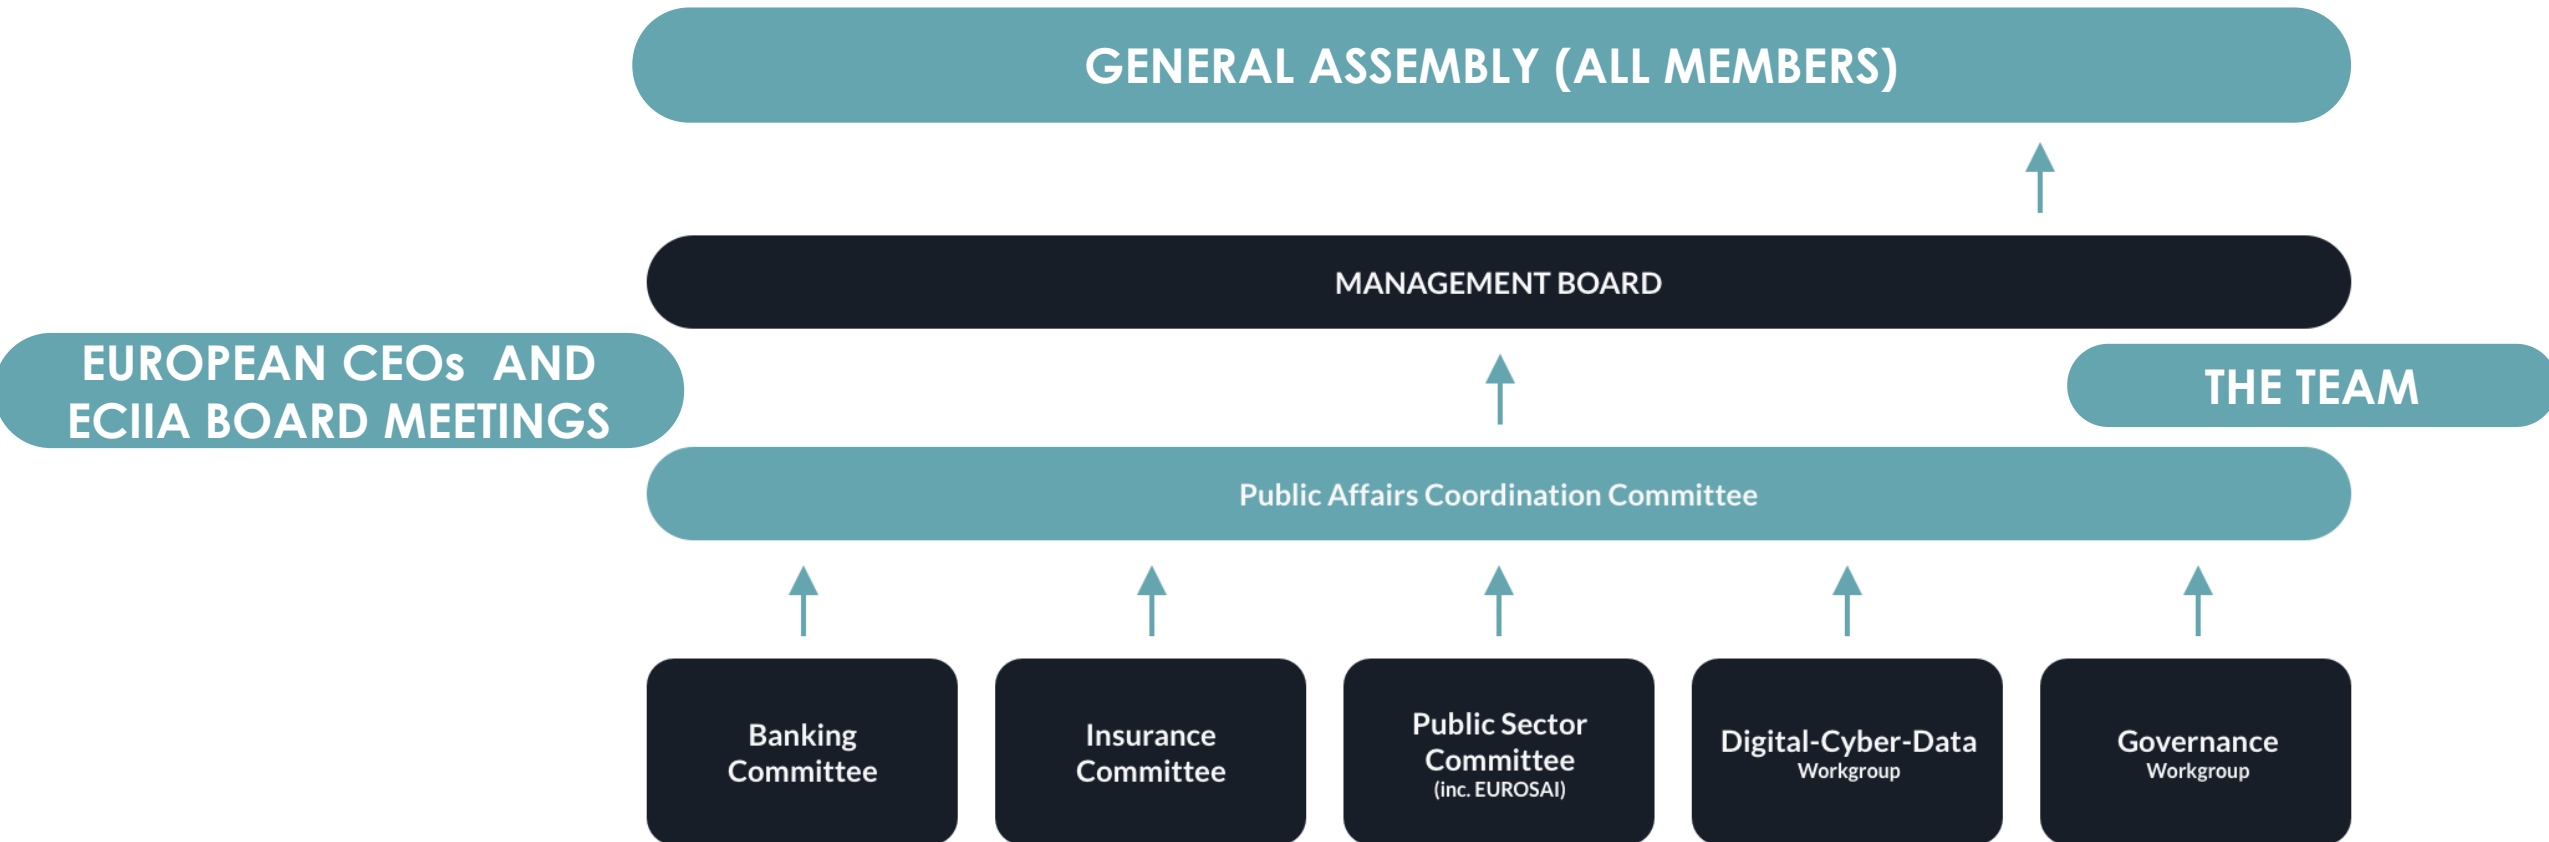 GENERAL ASSEMBLY (ALL MEMBERS)
MANAGEMENT BOARD
EUROPEAN CEOs AND
ECIIA BOARD MEETINGS
THE TEAM
Public Affairs Coordination Committee
Banking
Committee
Insurance
Committee
Public Sector
Committee
(inc. EUROSAI)
Digital-Cyber-Data
Workgroup
Governance
Workgroup